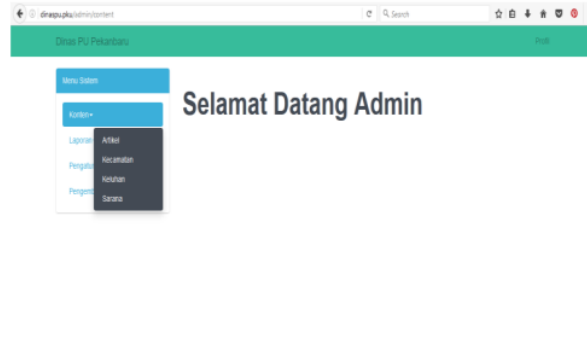 dinaspu.pku/admin/content
Search
Dinas PU Pekanbaru
Profil
Menu Sistem
Selamat Datang Admin
Konten
Laporan
Artikel
Kecamatan
Keluhan
Sarana